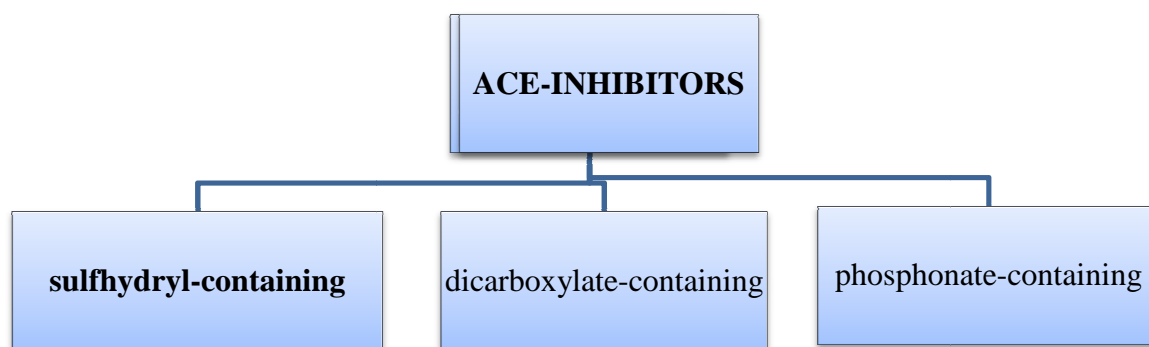 ACE-INHIBITORS
sulfhydryl-containing
dicarboxylate-containing
phosphonate-containing